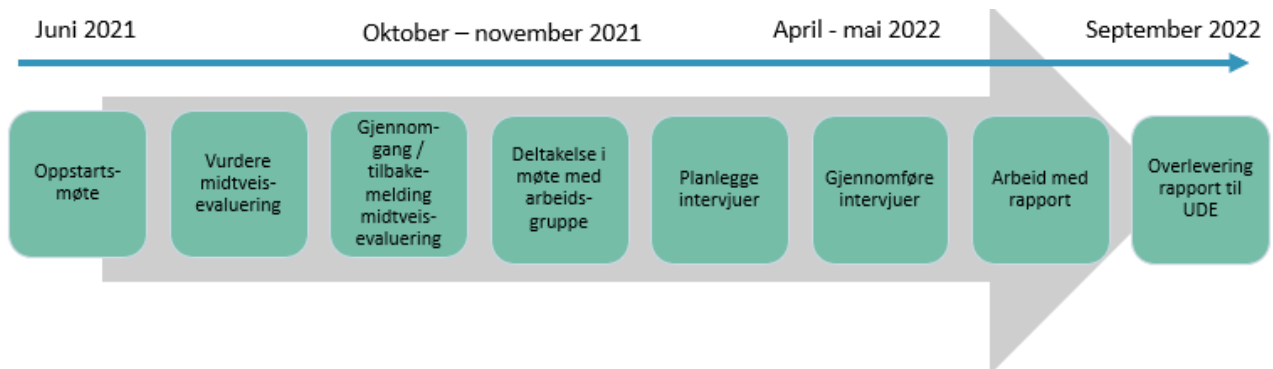 Juni 2021
Oktober – november 2021
April - mai 2022
September 2022
Oppstarts-
møte
Vurdere
midtveis-
evaluering
Gjennom-
gang /
tilbake-
melding
midtveis-
evaluering
Deltakelse i
møte med
arbeids-
gruppe
Planlegge
intervjuer
Gjennomføre
intervjuer
Arbeid med
rapport
Overlevering
rapport til
UDE